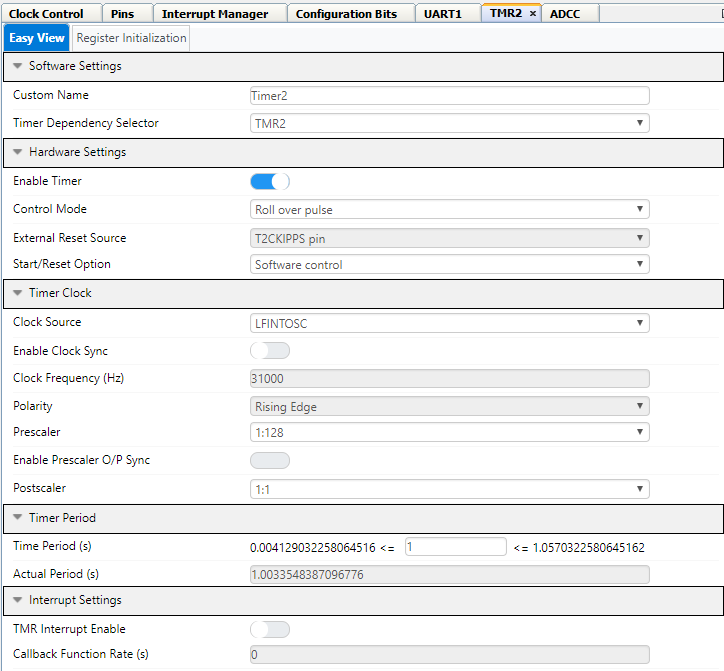 Clock Control Pins Interrupt Manager Configuration Bits UART1 TMR2 × ADCC
Easy View Register Initialization
Software Settings
Custom Name Timer2
Timer Dependency Selector TMR2
Hardware Settings
Enable Timer
Control Mode Roll over pulse
External Reset Source T2CKIPPS pin
Start/Reset Option Software control
Timer Clock
Clock Source LFINTOSC
Enable Clock Sync
Clock Frequency (Hz) 31000
Polarity Rising Edge
Prescaler 1:128
Enable Prescaler O/P Sync
Postscaler 1:1
Timer Period
Time Period (s) 0.004129032258064516 <= 1 <= 1.0570322580645162
Actual Period (s) 1.0033548387096776
Interrupt Settings
TMR Interrupt Enable
Callback Function Rate (s) 0